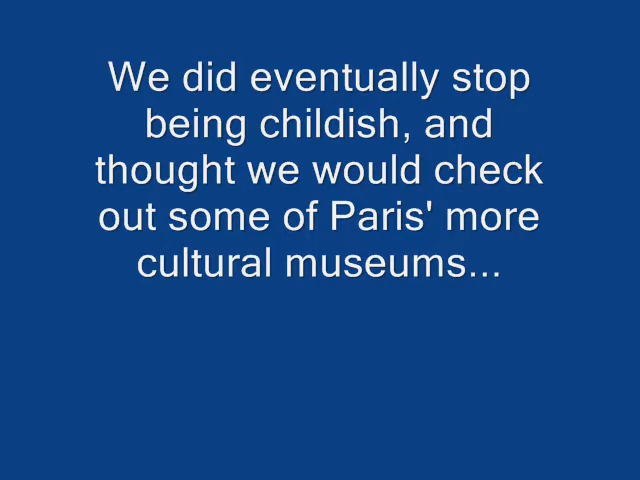 We did eventually stop
being childish, and
thought we would check
out some of Paris' more
cultural museums...